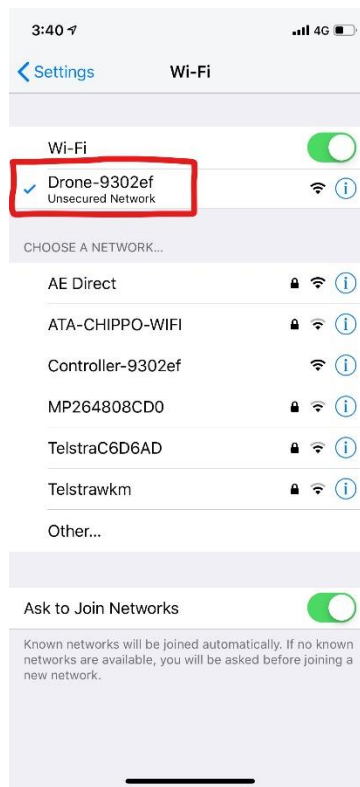 3:40 4G
Settings Wi-Fi
Wi-Fi
Drone-9302ef
Unsecured Network
CHOOSE A NETWORK...
AE Direct
ATA-CHIPPO-WIFI
Controller-9302ef
MP264808CD0
TelstraC6D6AD
Telstrawkm
Other...
Ask to Join Networks
Known networks will be joined automatically. If no known
networks are available, you will be asked before joining a
new network.